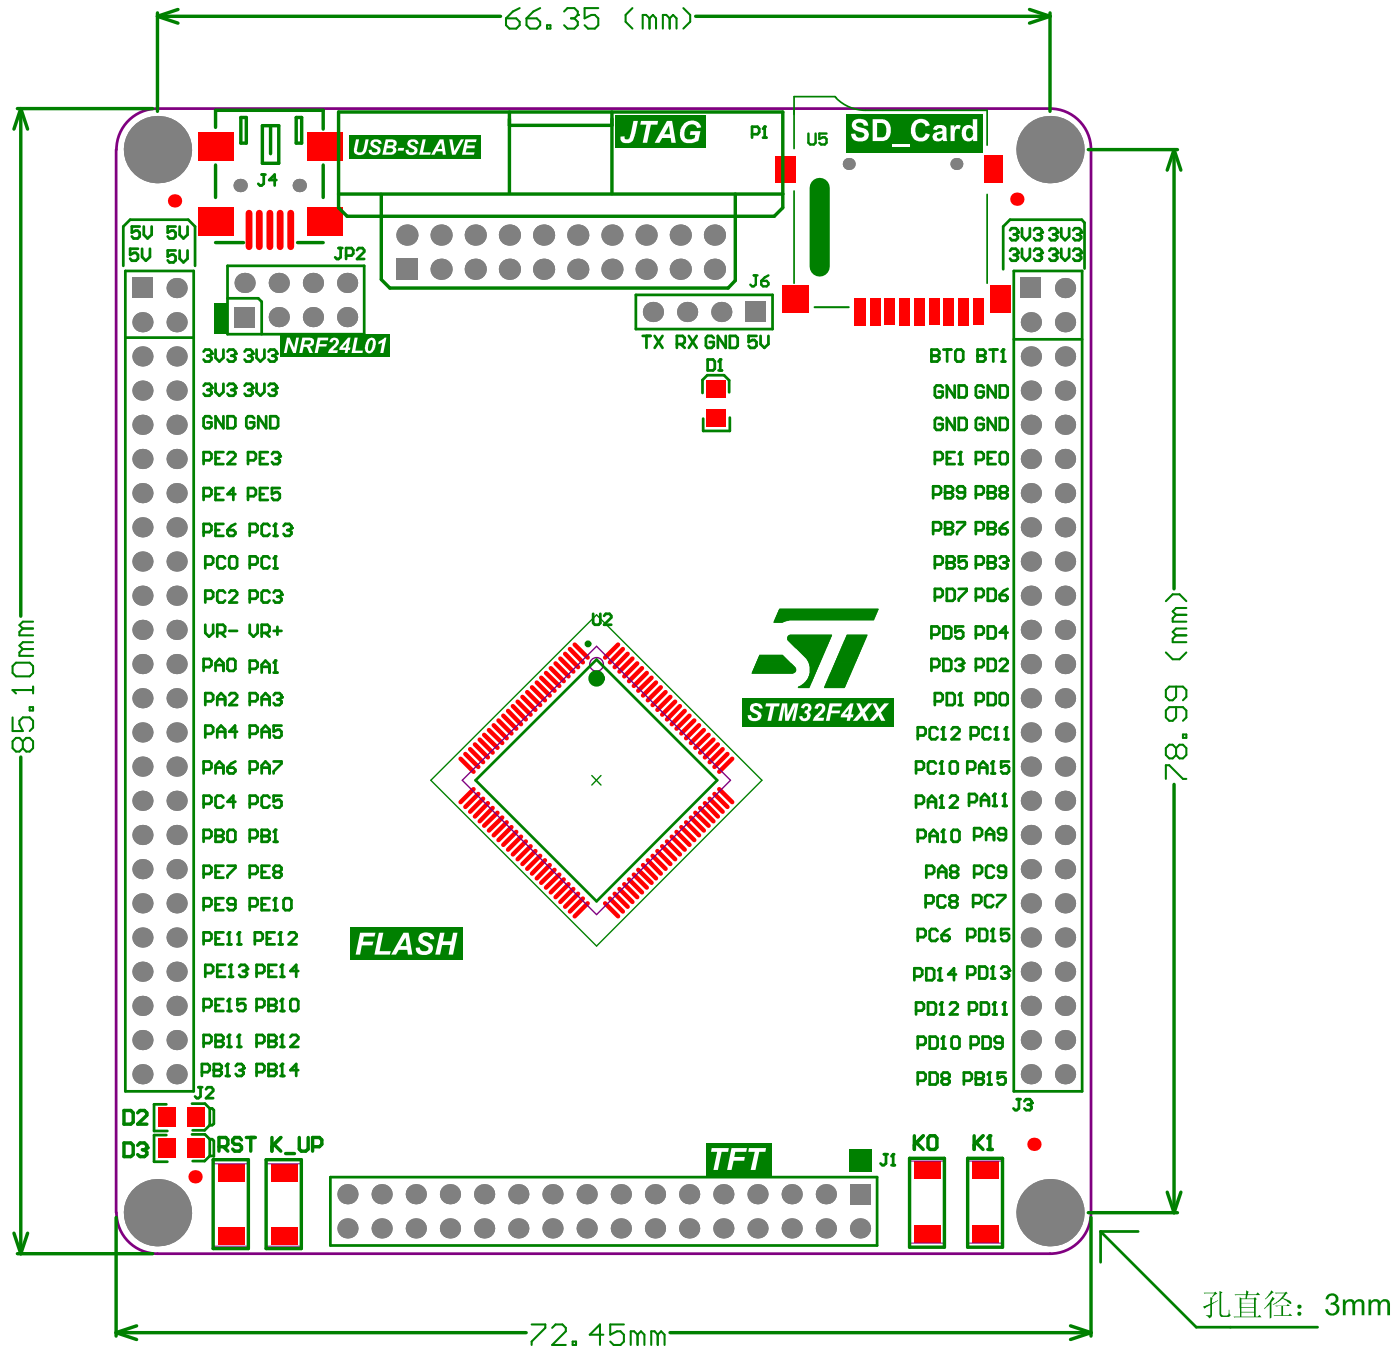 66.35 (mm)
USB-SLAVE
JTAG
P1
U5
SD_Card
J4
5V 5V
5V 5V
JP2
J6
3V3 3V3
3V3 3V3
NRF24L01
TX RX GND 5V
D1
3V3 3V3
3V3 3V3
GND GND
PE2 PE3
PE4 PE5
PE6 PC13
PC0 PC1
PC2 PC3
VR- VR+
PA0 PA1
PA2 PA3
PA4 PA5
PA6 PA7
PC4 PC5
PB0 PB1
PE7 PE8
PE9 PE10
PE11 PE12
PE13 PE14
PE15 PB10
PB11 PB12
PB13 PB14
J2
BT0 BT1
GND GND
GND GND
PE1 PE0
PB9 PB8
PB7 PB6
PB5 PB3
PD7 PD6
PD5 PD4
PD3 PD2
PD1 PD0
PC12 PC11
PC10 PA15
PA12 PA11
PA10 PA9
PA8 PC9
PC8 PC7
PC6 PD15
PD14 PD13
PD12 PD11
PD10 PD9
PD8 PB15
J3
U2
ST
STM32F4XX
85.10mm
78.99 (mm)
FLASH
D2
D3
RST K_UP
TFT
J1
K0 K1
孔直径：3mm
72.45mm